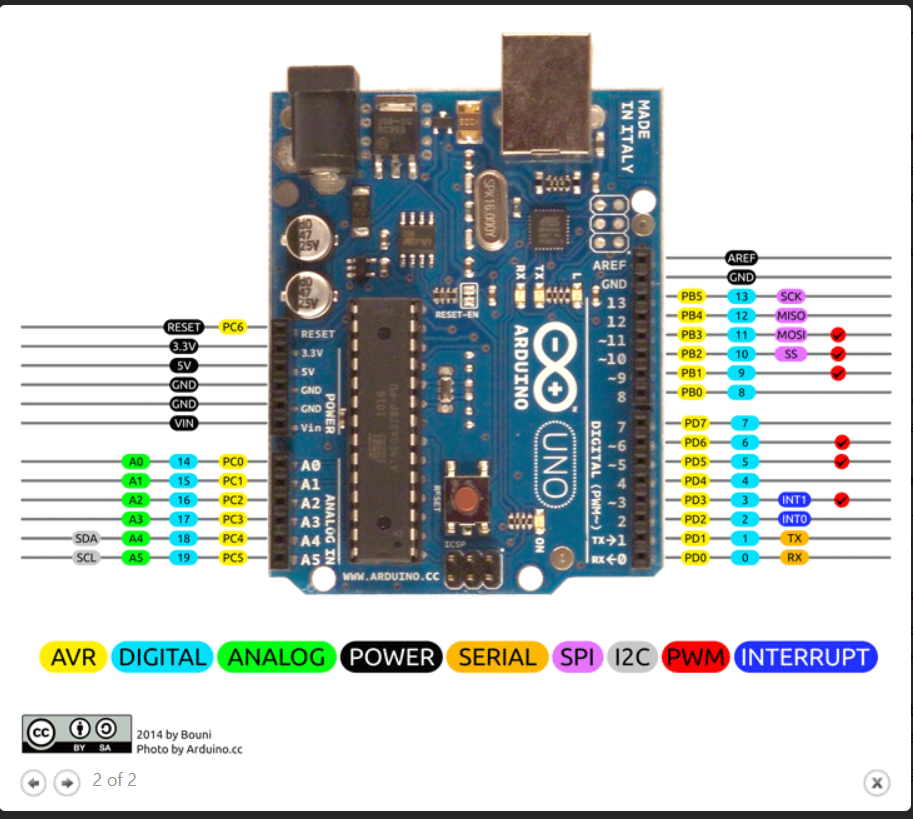 MADE
IN ITALY
SPK16.000Y
AREF
AREF
GND
GND
RX
TX
L
PB5 13 SCK
13
PB4 12 MISO
12
RESET-EN
PB3 11 MOSI
~11
RESET PC6
RESET
PB2 10 SS
~10
3.3V
3.3V
PB1 9
~9
5V
5V
PB0 8
8
GND
GND
GND
GND
VIN
Vin
POWER
ARDUINO
UNO
PD7 7
7
PD6 6
~6
A0 14 PC0
A0
PD5 5
~5
A1 15 PC1
A1
PD4 4
4
A2 16 PC2
A2
PD3 3 INT1
~3
A3 17 PC3
A3
PD2 2 INT0
2
SDA A4 18 PC4
A4
PD1 1 TX
TX→1
SCL A5 19 PC5
A5
PD0 0 RX
RX←0
ANALOG IN
DIGITAL (PWM~)
RESET
ON
ICSP
WWW.ARDUINO.CC
AVR DIGITAL ANALOG POWER SERIAL SPI I2C PWM INTERRUPT
cc
BY SA
2014 by Bouni
Photo by Arduino.cc
2 of 2